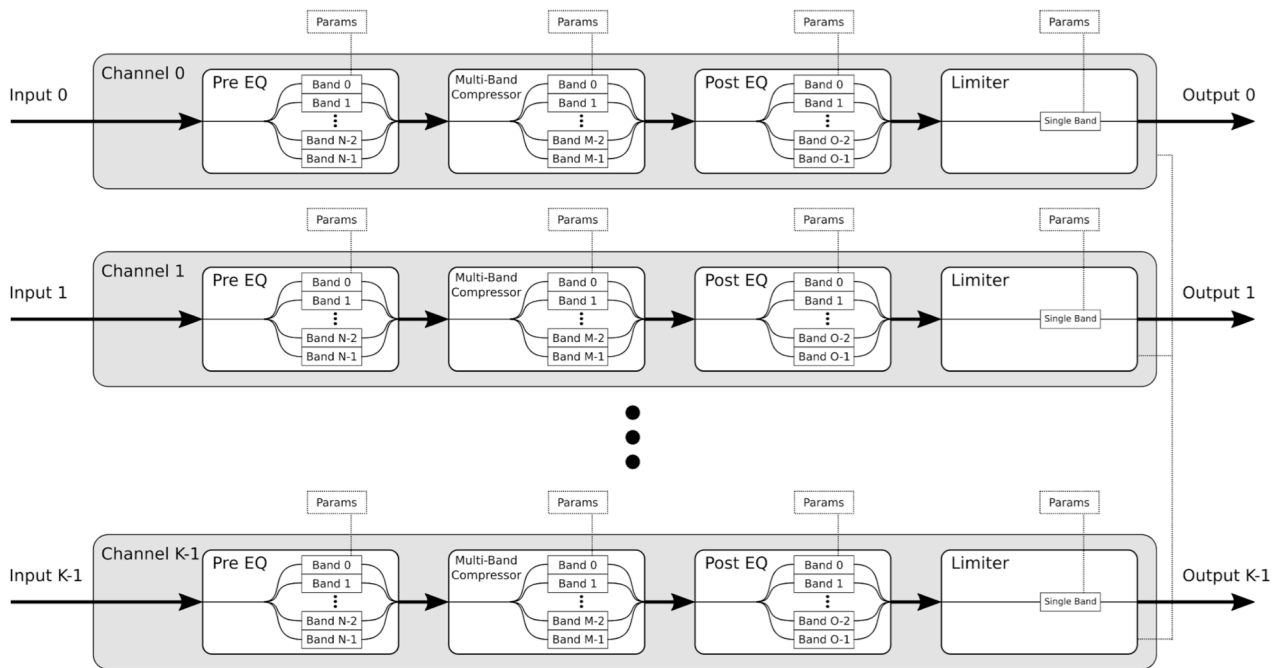 Params Params Params Params
Channel 0
Input 0
Pre EQ
Band 0
Band 1
Band N-2
Band N-1
Multi-Band
Compressor
Band 0
Band 1
Band M-2
Band M-1
Post EQ
Band 0
Band 1
Band O-2
Band O-1
Limiter
Single Band
Output 0
Params Params Params Params
Channel 1
Input 1
Pre EQ
Band 0
Band 1
Band N-2
Band N-1
Multi-Band
Compressor
Band 0
Band 1
Band M-2
Band M-1
Post EQ
Band 0
Band 1
Band O-2
Band O-1
Limiter
Single Band
Output 1
Params Params Params Params
Channel K-1
Input K-1
Pre EQ
Band 0
Band 1
Band N-2
Band N-1
Multi-Band
Compressor
Band 0
Band 1
Band M-2
Band M-1
Post EQ
Band 0
Band 1
Band O-2
Band O-1
Limiter
Single Band
Output K-1